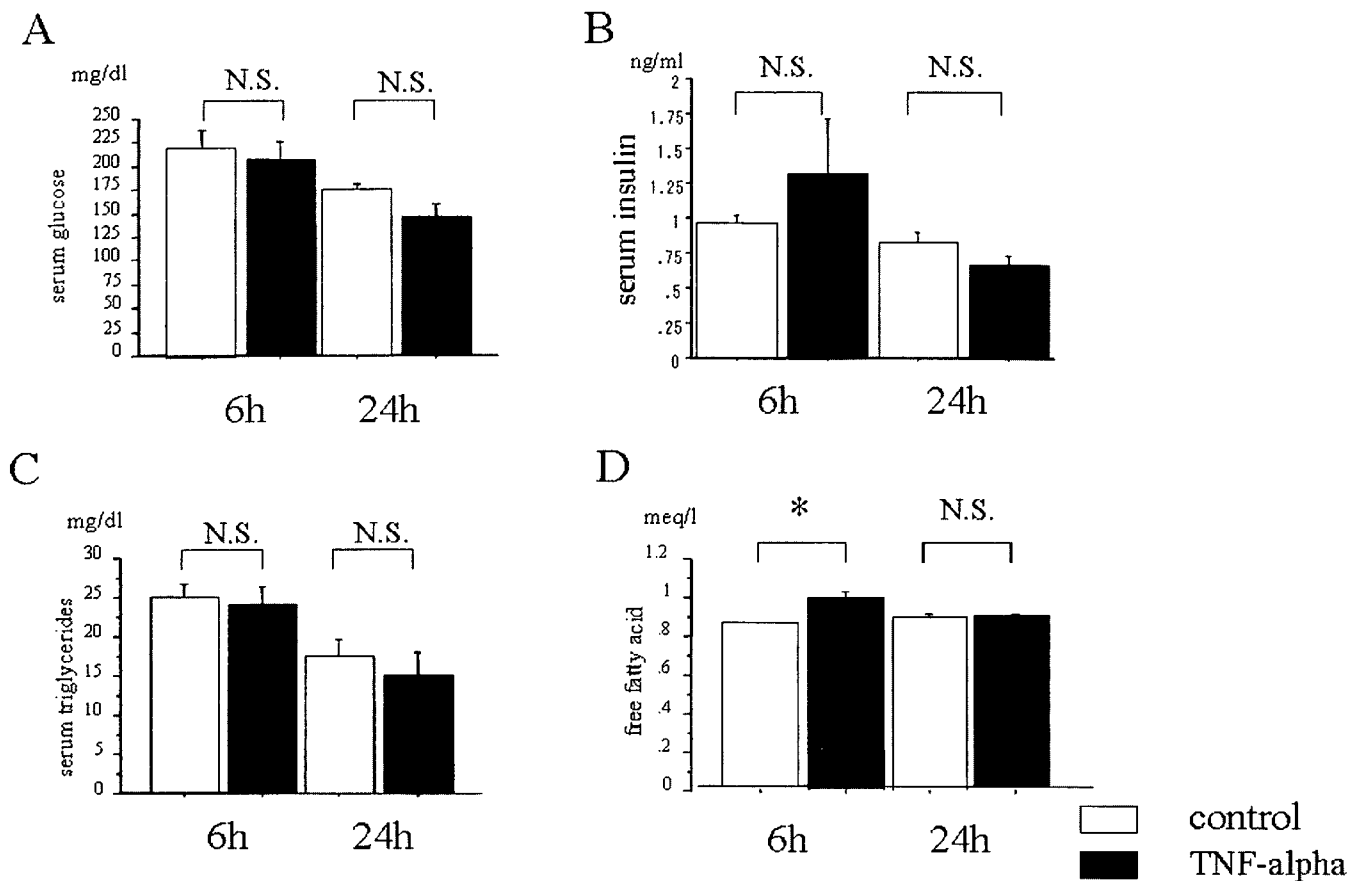 A
mg/dl
N.S.
N.S.
250
225
200
175
150
125
100
75
50
25
0
serum glucose
6h
24h
B
ng/ml
N.S.
N.S.
2
1.75
1.5
1.25
1
.75
.5
.25
0
serum insulin
6h
24h
C
mg/dl
N.S.
N.S.
30
25
20
15
10
5
0
serum triglycerides
6h
24h
D
meq/l
*
N.S.
1.2
1
.8
.6
.4
.2
0
free fatty acid
6h
24h
control
TNF-alpha